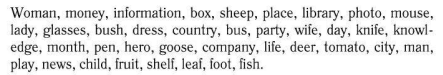 Woman, money, information, box, sheep, place, library, photo, mouse,
lady, glasses, bush, dress, country, bus, party, wife, day, knife, knowl-
edge, month, pen, hero, goose, company, life, deer, tomato, city, man,
play, news, child, fruit, shelf, leaf, foot, fish.